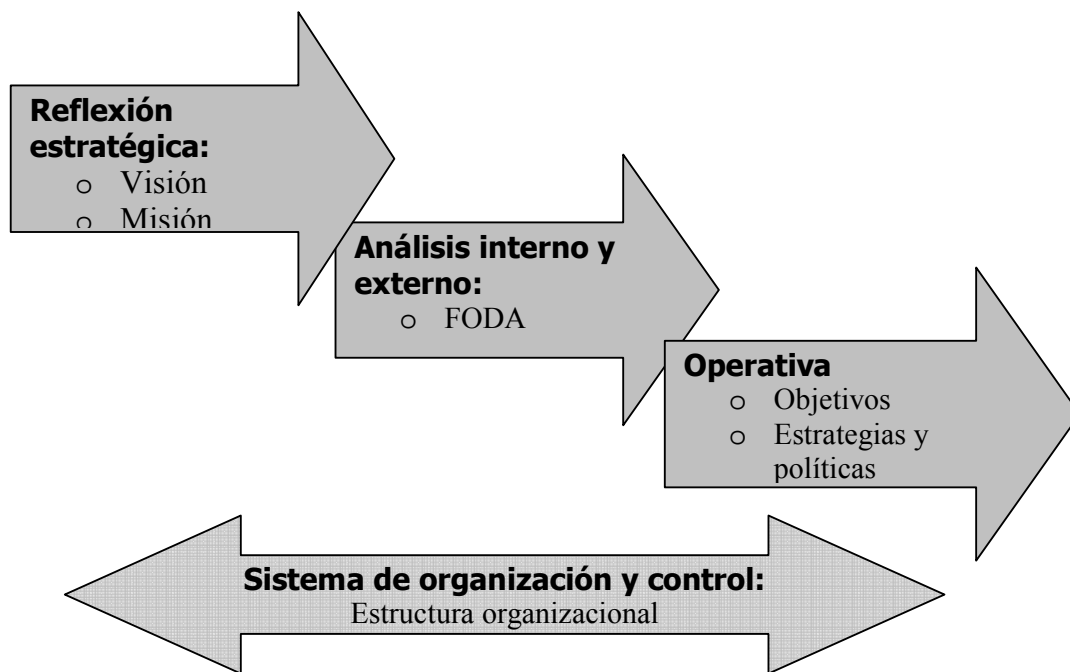 Reflexión
estratégica:
o Visión
o Misión
Análisis interno y
externo:
o FODA
Operativa
o Objetivos
o Estrategias y
políticas
Sistema de organización y control:
Estructura organizacional